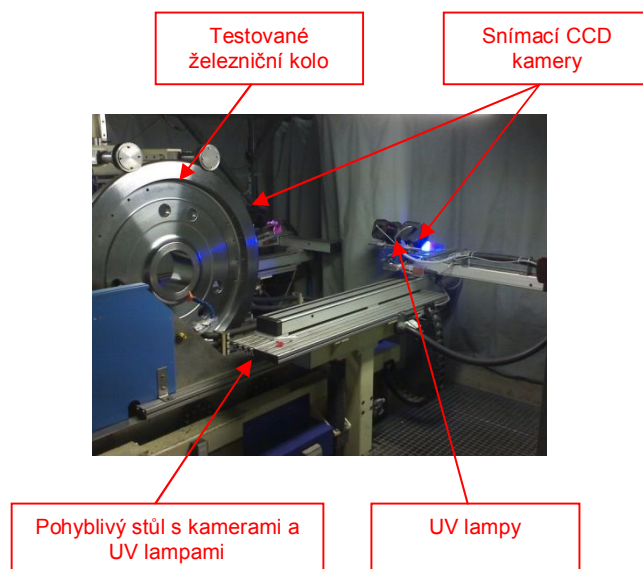 Testované
železniční kolo
Snímací CCD
kamery
Pohyblivý stůl s kamerami a
UV lampami
UV lampy